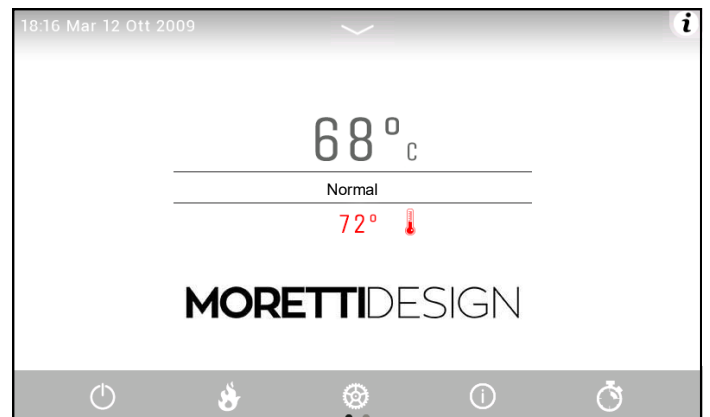 18:16 Mar 12 Ott 2009
i
68° C
Normal
72°
MORETTIDESIGN
i